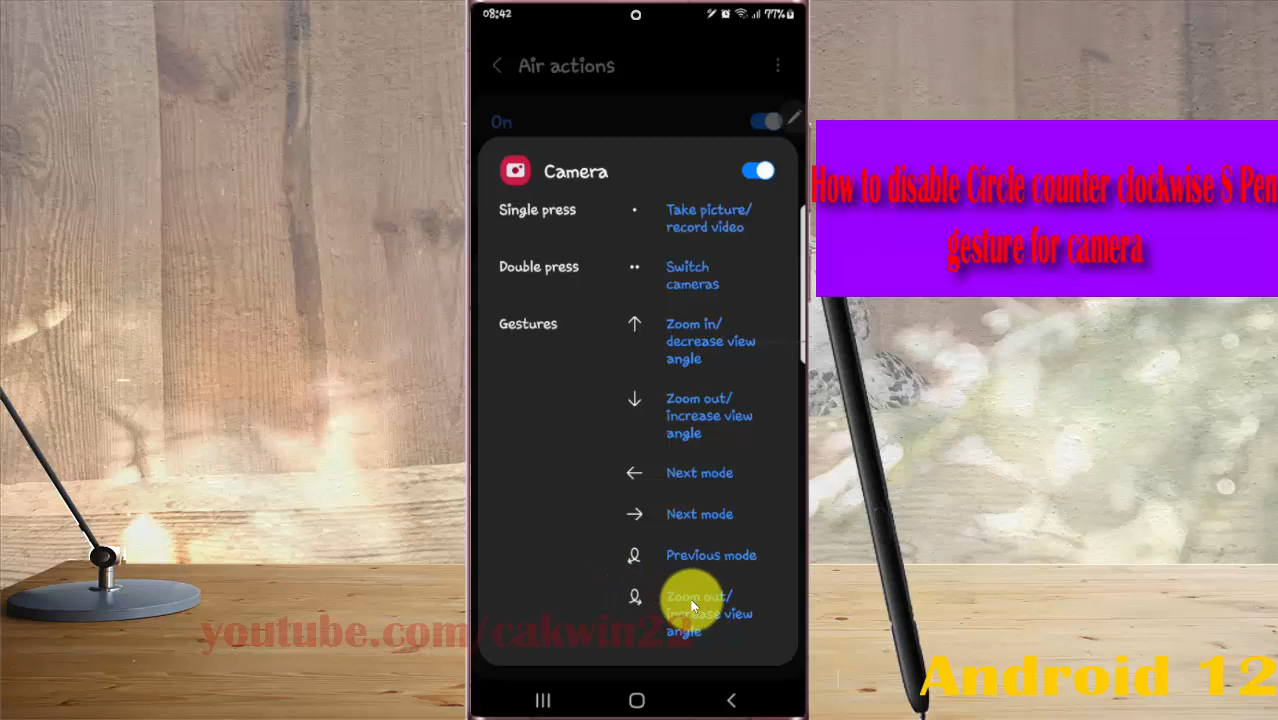 08:42
77%
Air actions
On
Camera
Single press
Take picture/
record video
Double press
Switch
cameras
Gestures
Zoom in/
decrease view
angle
Zoom out/
increase view
angle
Next mode
Next mode
Previous mode
Zoom out/
increase view
angle
How to disable Circle counter clockwise S Pen
gesture for camera
youtube.com/cakwin22
Android 12